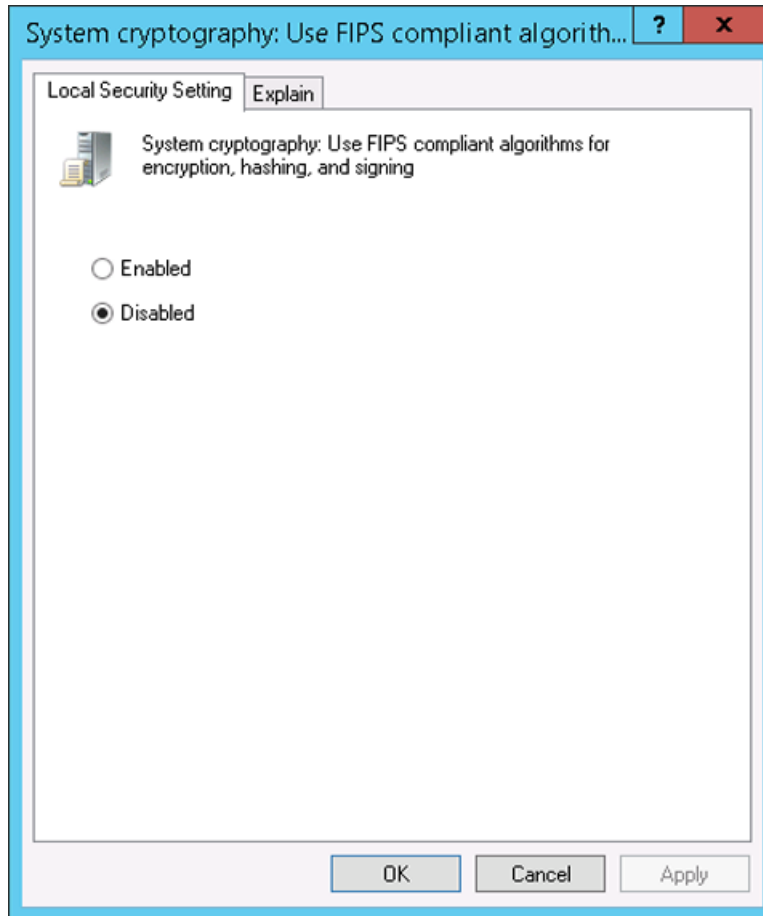 System cryptography: Use FIPS compliant algorith...
?
x
Local Security Setting
Explain
System cryptography: Use FIPS compliant algorithms for
encryption, hashing, and signing
Enabled
Disabled
OK
Cancel
Apply